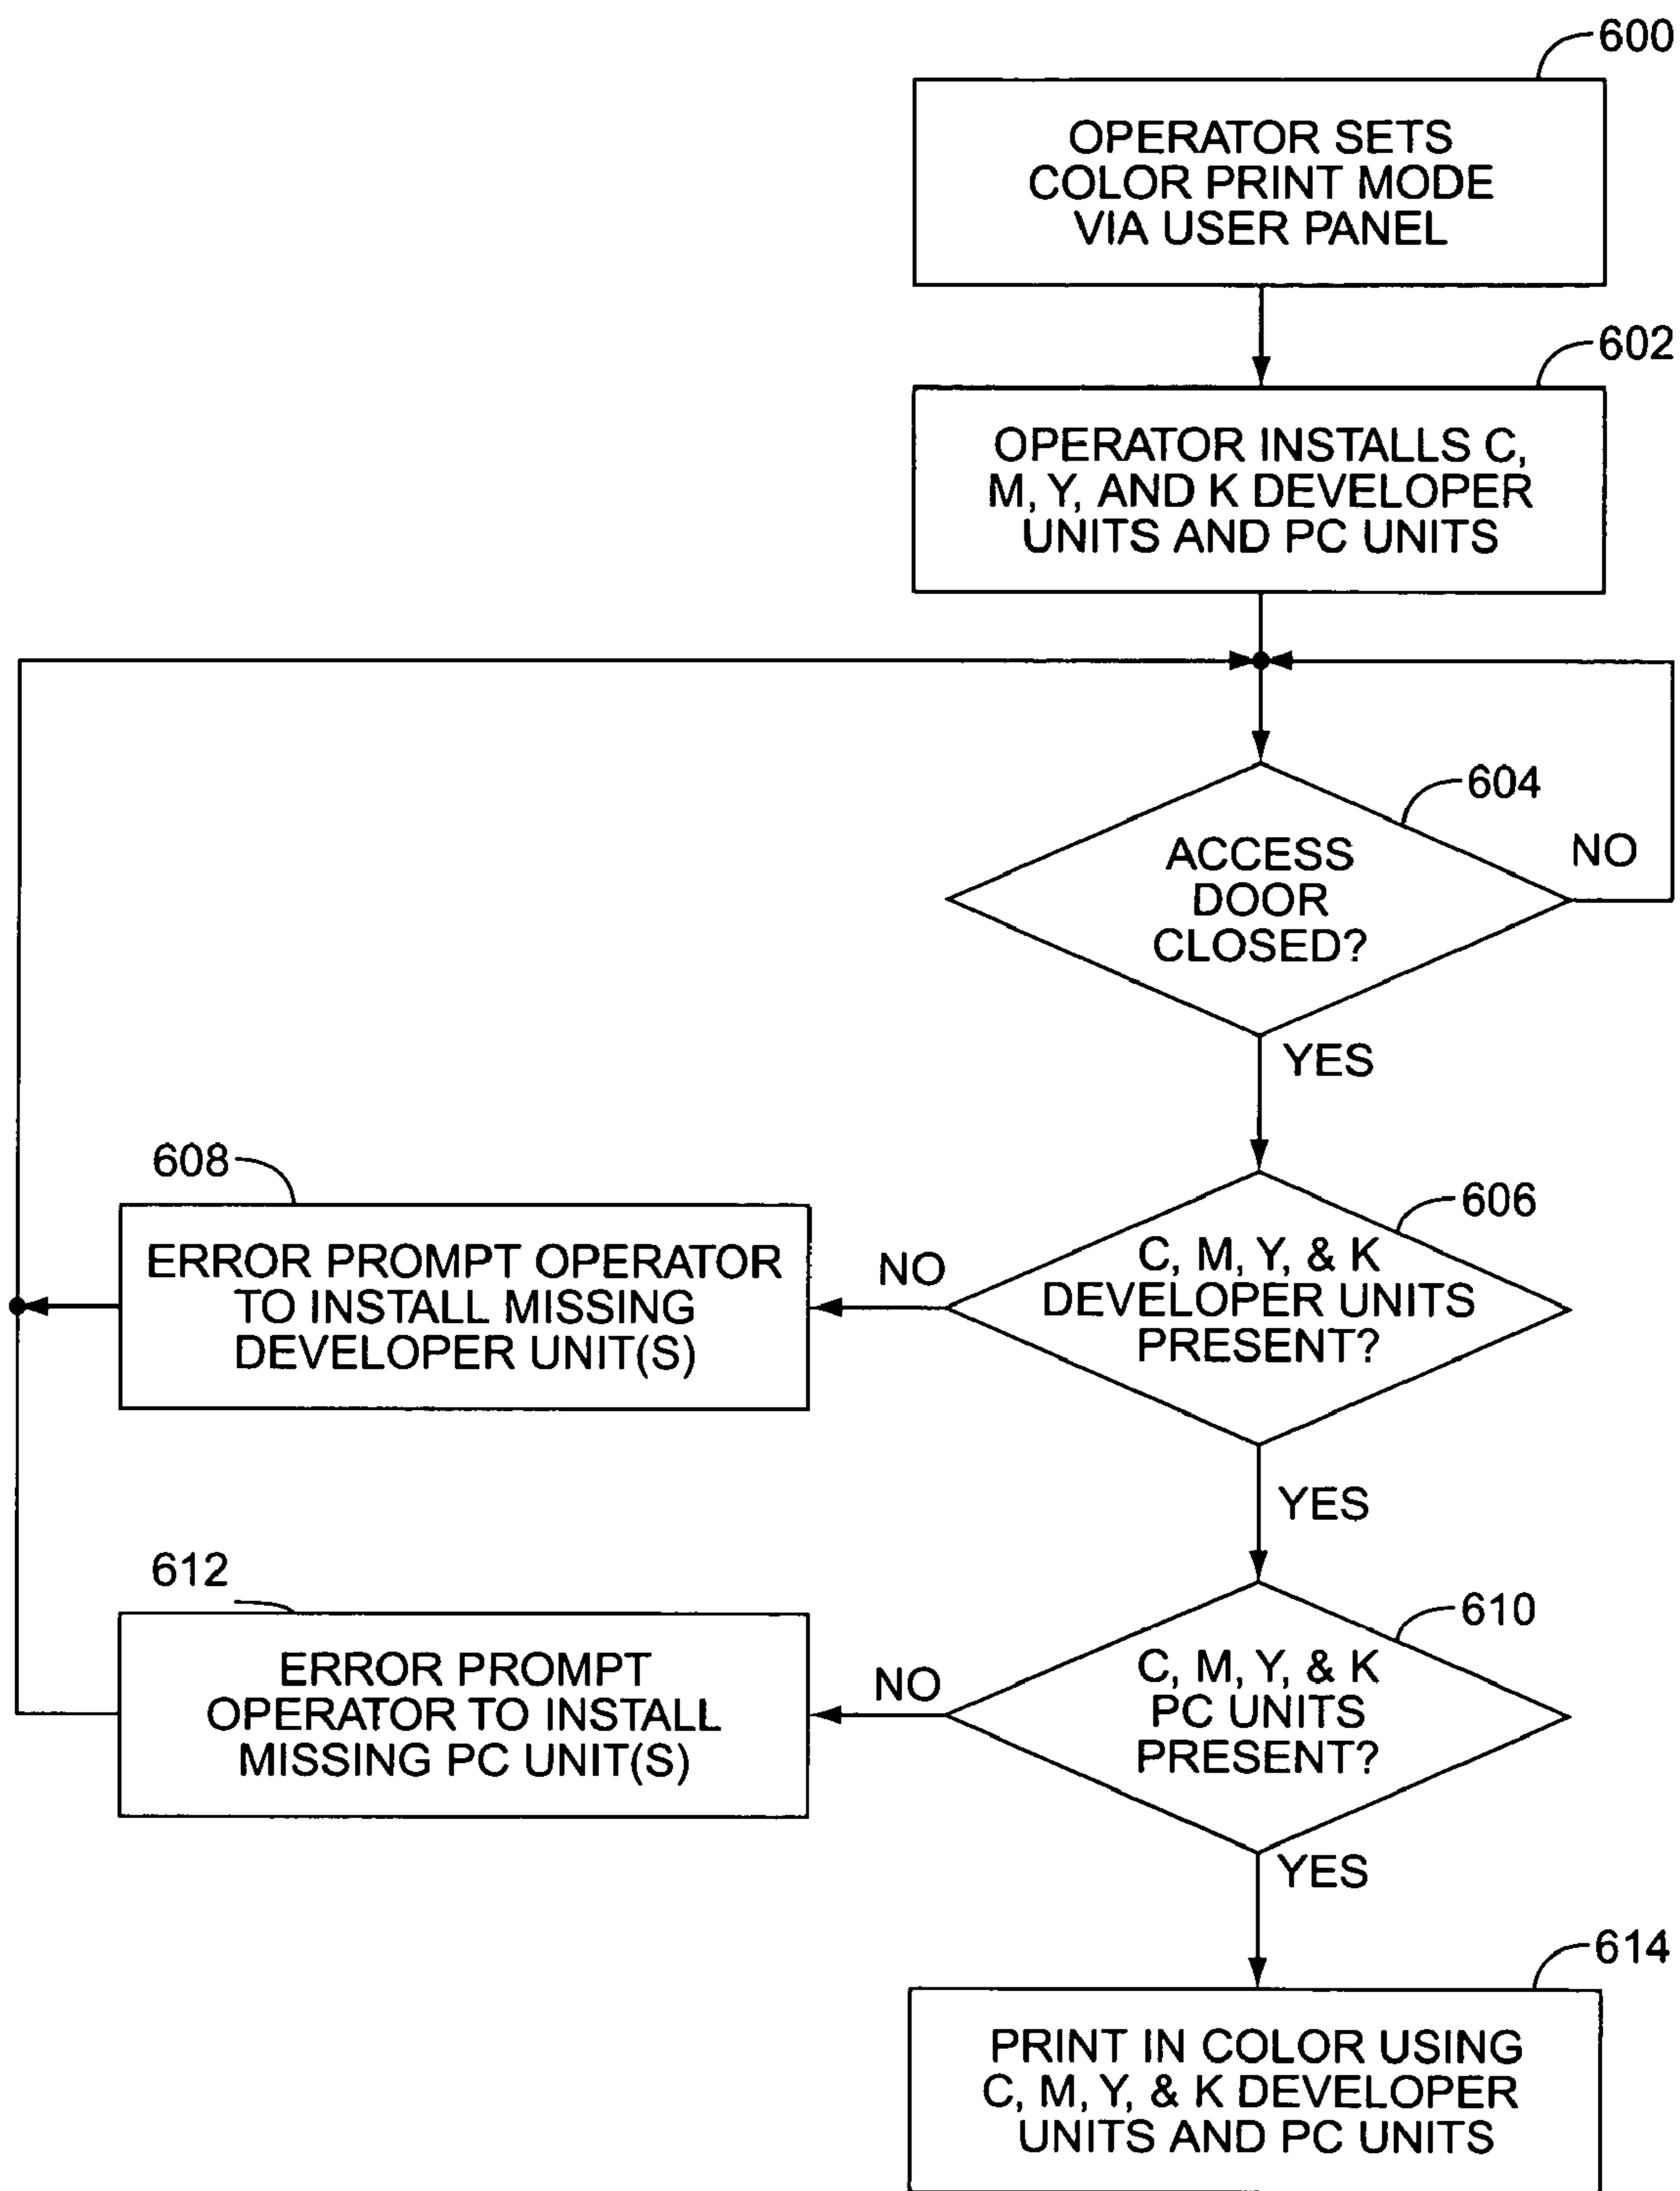 600
OPERATOR SETS
COLOR PRINT MODE
VIA USER PANEL
602
OPERATOR INSTALLS C,
M, Y, AND K DEVELOPER
UNITS AND PC UNITS
604
ACCESS
DOOR
CLOSED?
NO
YES
608
606
ERROR PROMPT OPERATOR
TO INSTALL MISSING
DEVELOPER UNIT(S)
NO
C, M, Y, & K
DEVELOPER UNITS
PRESENT?
YES
612
610
ERROR PROMPT
OPERATOR TO INSTALL
MISSING PC UNIT(S)
NO
C, M, Y, & K
PC UNITS
PRESENT?
YES
614
PRINT IN COLOR USING
C, M, Y, & K DEVELOPER
UNITS AND PC UNITS